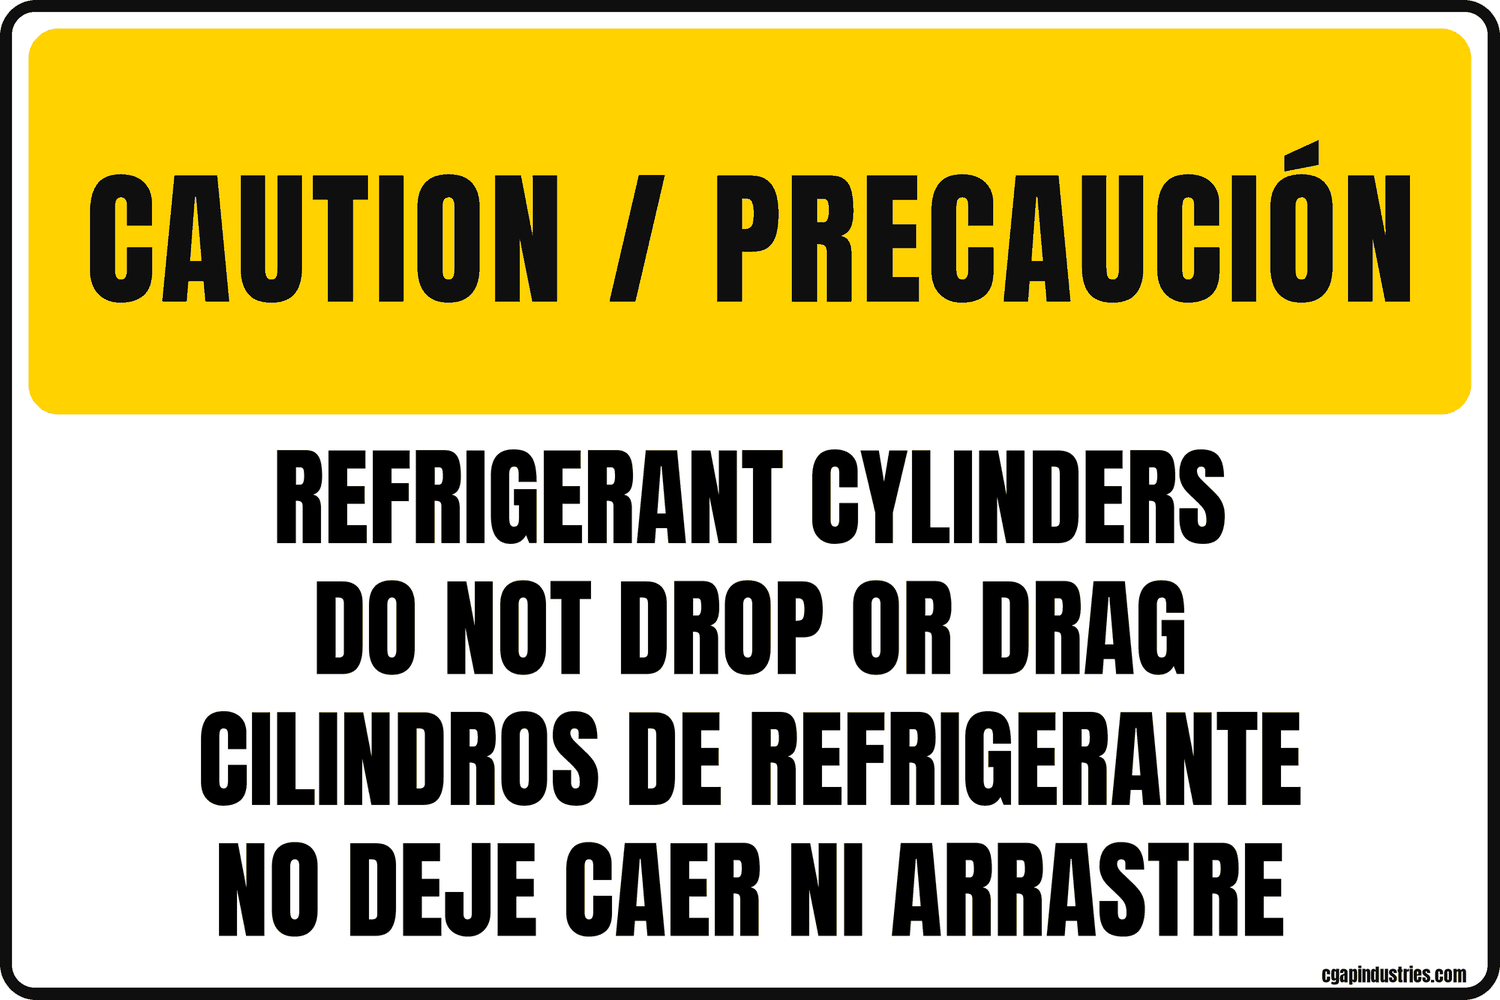 CAUTION / PRECAUCIÓN
REFRIGERANT CYLINDERS
DO NOT DROP OR DRAG
CILINDROS DE REFRIGERANTE
NO DEJE CAER NI ARRASTRE
cgapindustries.com